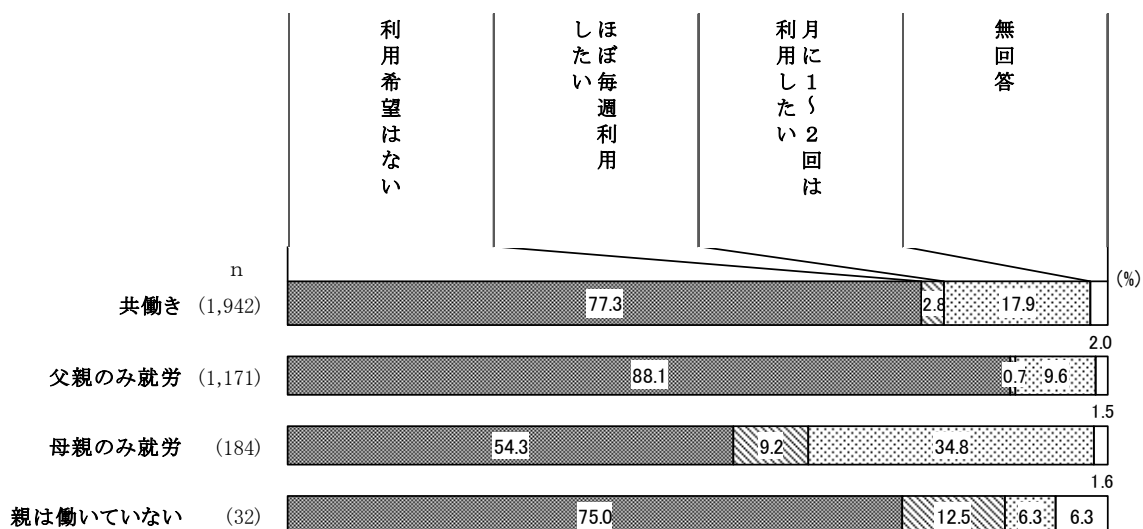 利用希望はない
ほぼ毎週利用
したい
月に１～２回は
利用したい
無回答
n
(%)
共働き (1,942) 77.3 2.8 17.9
2.0
父親のみ就労 (1,171) 88.1 0.7 9.6
1.5
母親のみ就労 (184) 54.3 9.2 34.8
1.6
親は働いていない (32) 75.0 12.5 6.3 6.3